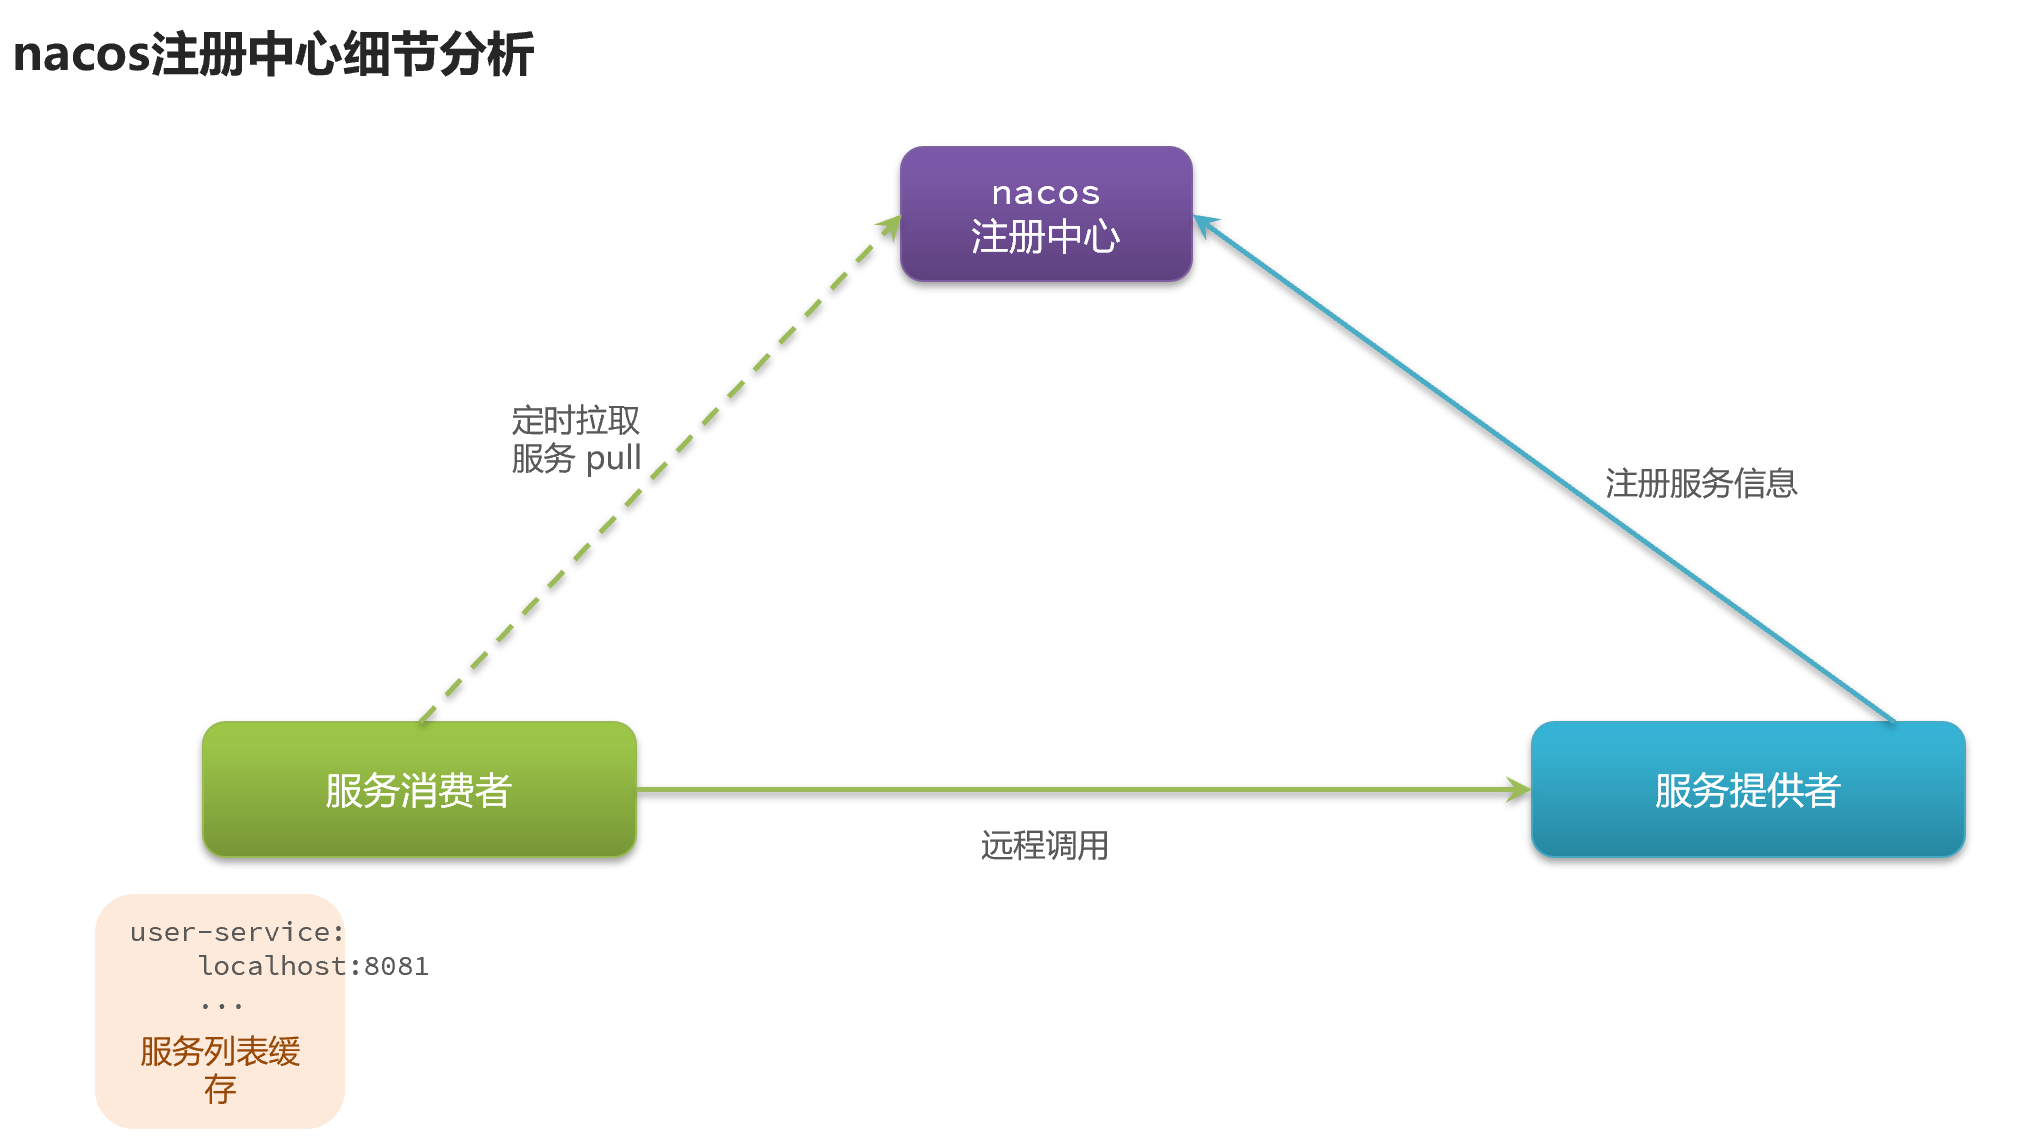 nacos注册中心细节分析
nacos
注册中心
定时拉取
服务 pull
注册服务信息
服务消费者
服务提供者
远程调用
user-service:
localhost:8081
...
服务列表缓
存